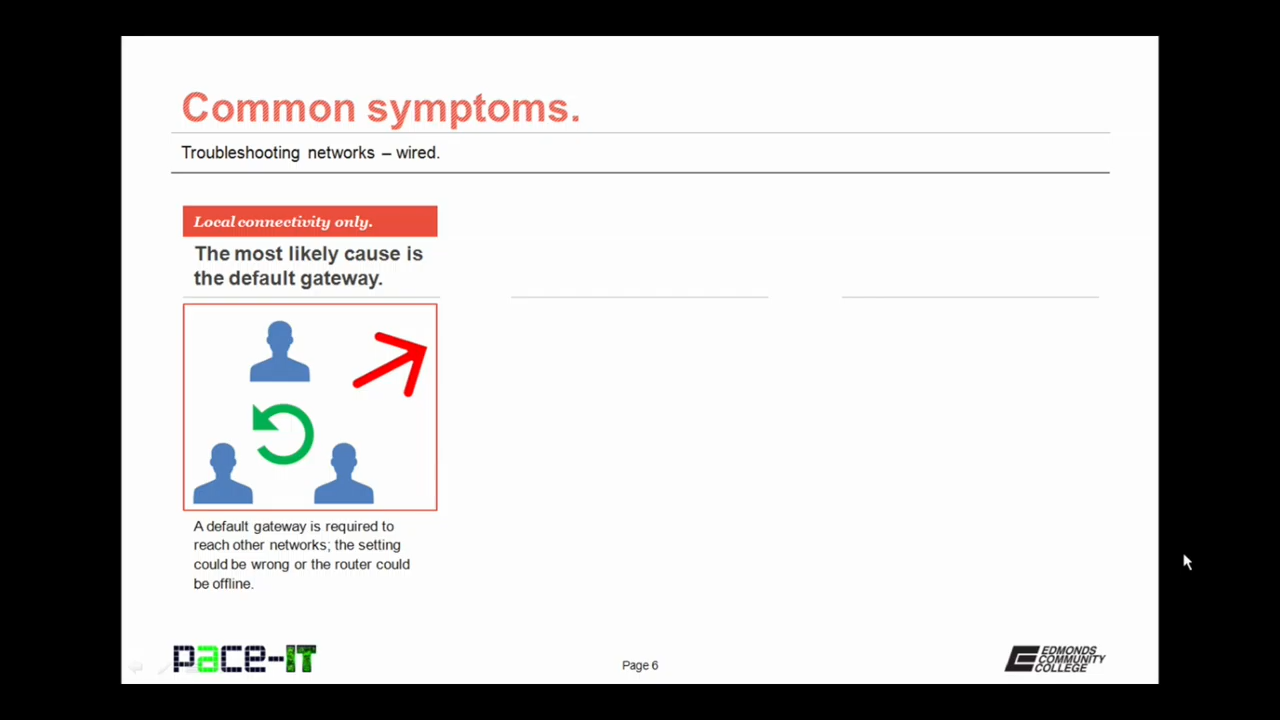 Common symptoms.
Troubleshooting networks – wired.
Local connectivity only.
The most likely cause is
the default gateway.
A default gateway is required to
reach other networks; the setting
could be wrong or the router could
be offline.
pace-IT
Page 6
EDMONDS
COMMUNITY
COLLEGE